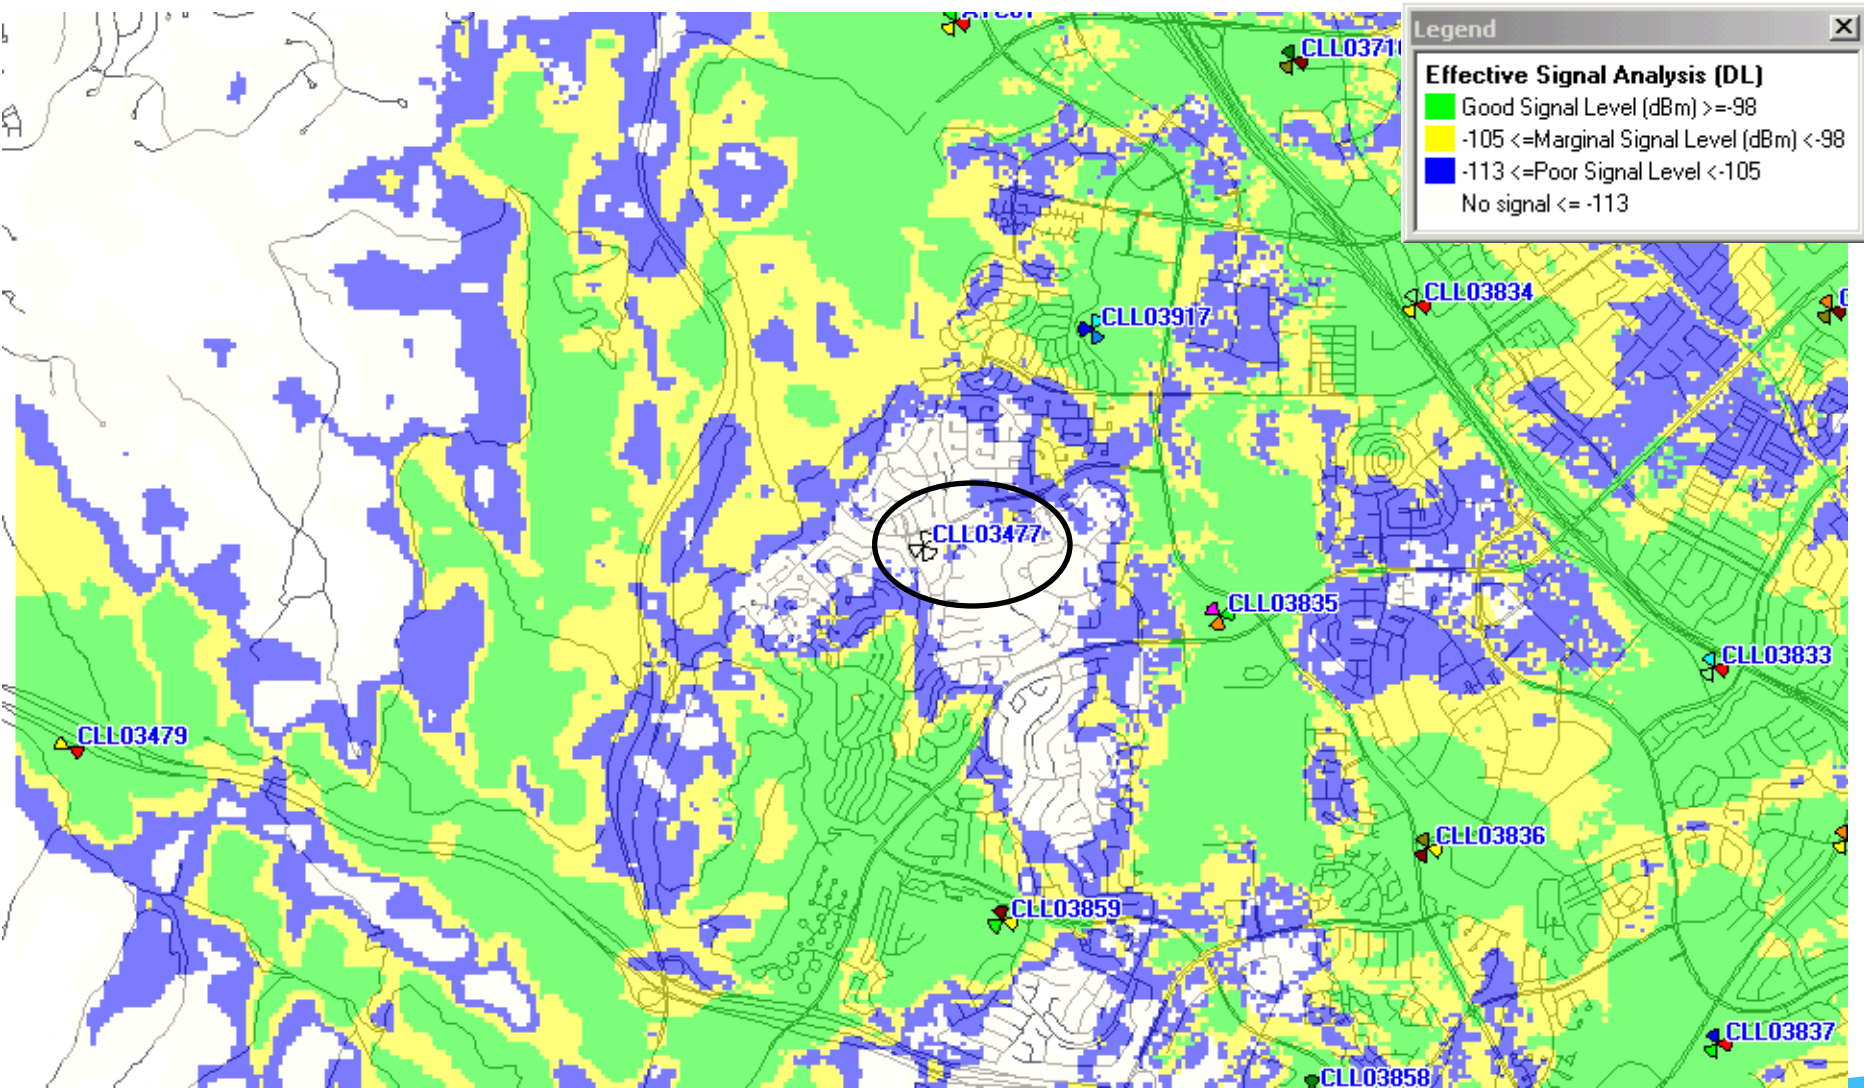 Legend
Effective Signal Analysis (DL)
Good Signal Level (dBm) >=-98
-105 <=Marginal Signal Level (dBm) <-98
-113 <=Poor Signal Level <-105
No signal <= -113
CLL03834
CLL03917
CLL03477
CLL03835
CLL03833
CLL03479
CLL03836
CLL03859
CLL03837
CLL03858